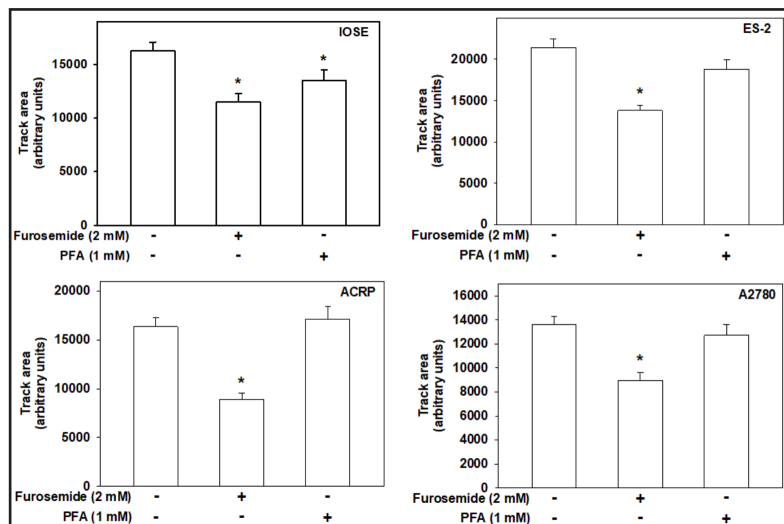 IOSE
Track area
(arbitrary units)
15000
10000
5000
0
*
*
Furosemide (2 mM) - + -
PFA (1 mM) - - +
ES-2
Track area
(arbitrary units)
20000
15000
10000
5000
0
*
Furosemide (2 mM) - + -
PFA (1 mM) - - +
ACRP
Track area
(arbitrary units)
20000
15000
10000
5000
0
*
Furosemide (2 mM) - + -
PFA (1 mM) - - +
A2780
Track area
(arbitrary units)
16000
14000
12000
10000
8000
6000
4000
2000
0
*
Furosemide (2 mM) - + -
PFA (1 mM) - - +